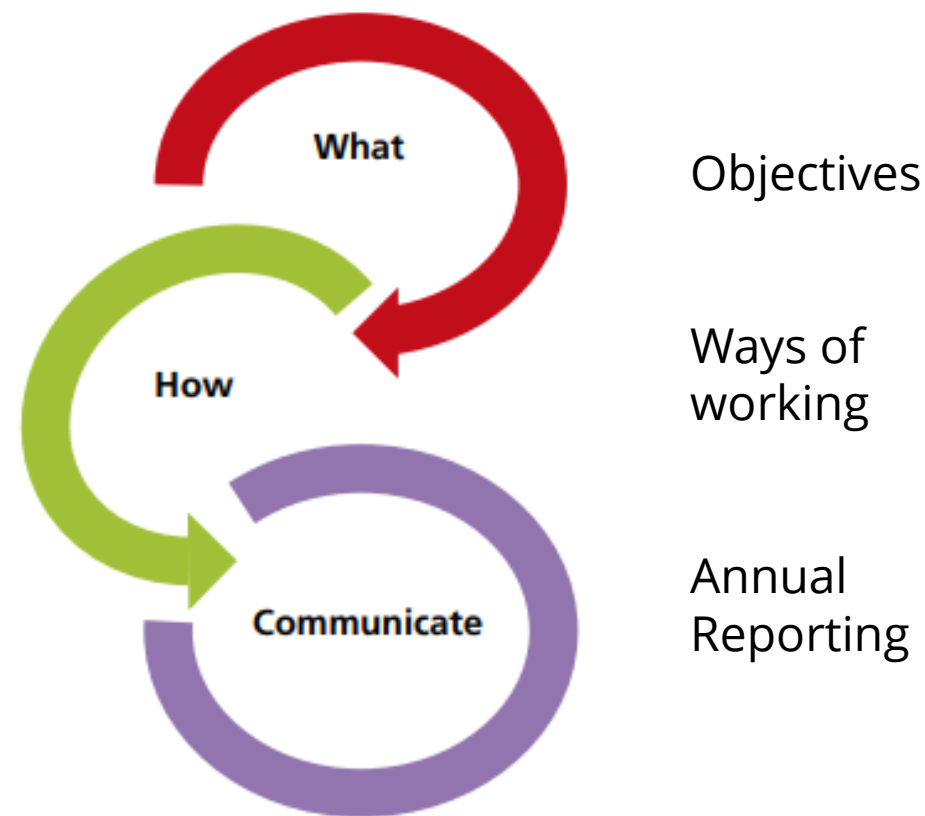 What
Objectives
How
Ways of
working
Communicate
Annual
Reporting